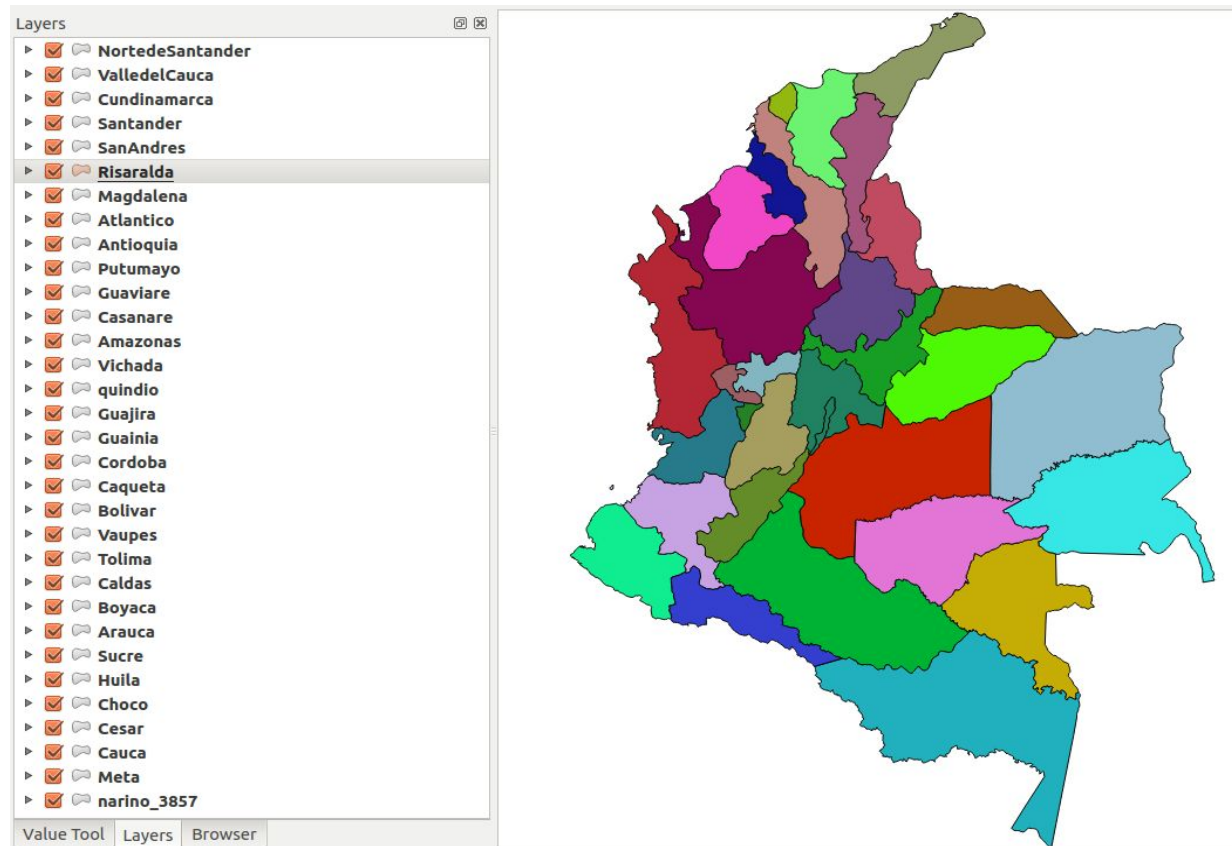 Layers
NortedeSantander
ValledelCauca
Cundinamarca
Santander
SanAndres
Risaralda
Magdalena
Atlantico
Antioquia
Putumayo
Guaviare
Casanare
Amazonas
Vichada
quindio
Guajira
Guainia
Cordoba
Caqueta
Bolivar
Vaupes
Tolima
Caldas
Boyaca
Arauca
Sucre
Huila
Choco
Cesar
Cauca
Meta
narino_3857
Value Tool Layers Browser